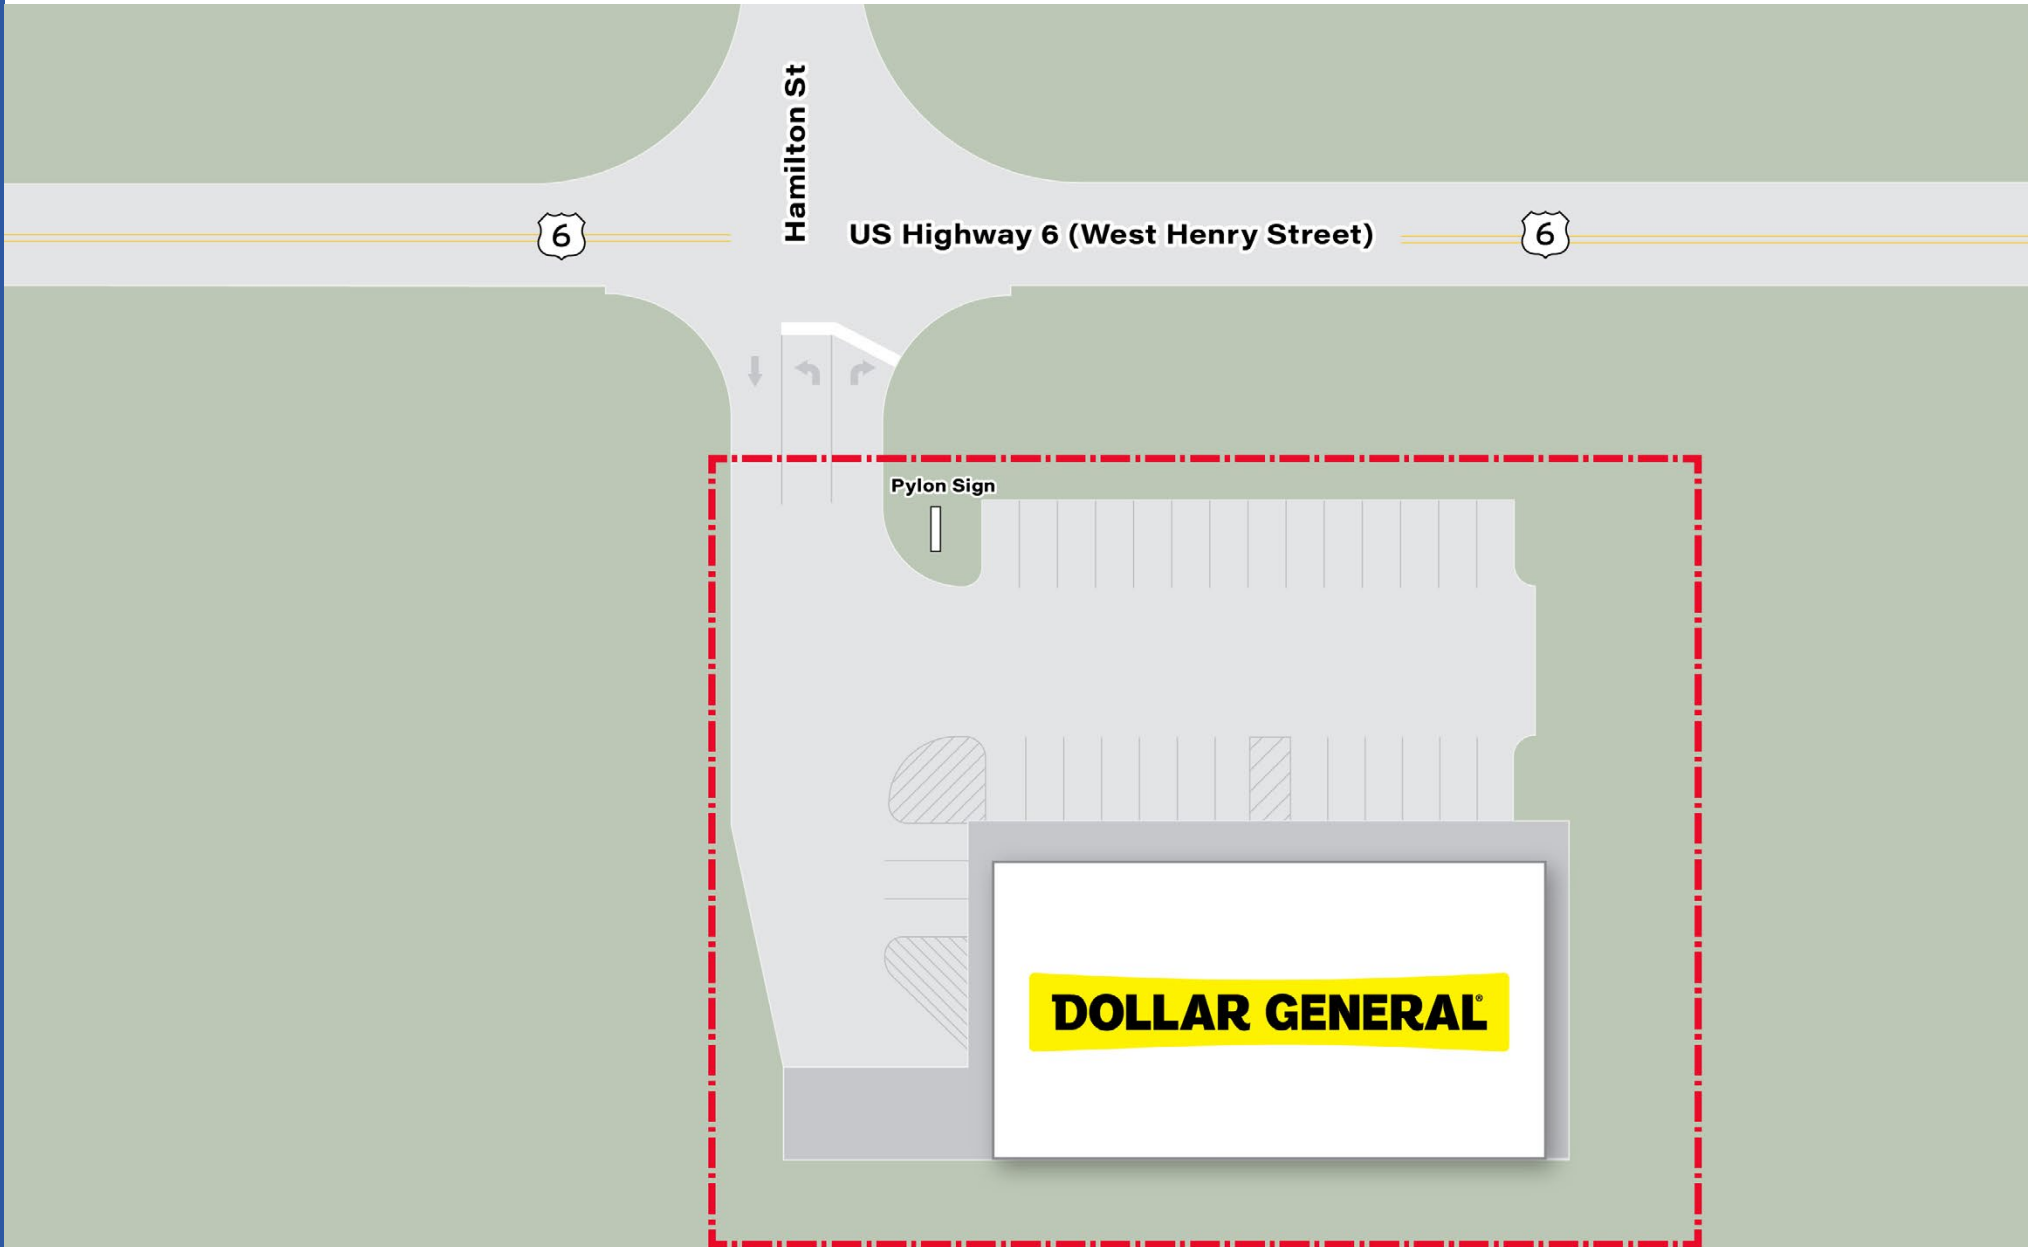 Hamilton St
6
US Highway 6 (West Henry Street)
6
Pylon Sign
DOLLAR GENERAL®